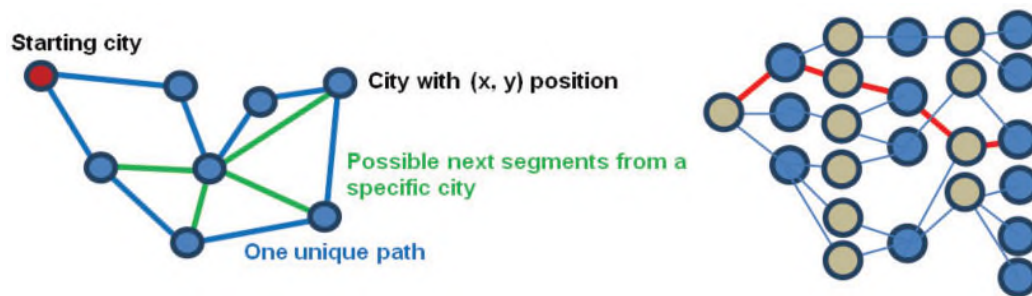 Starting city
City with (x, y) position
Possible next segments from a
specific city
One unique path